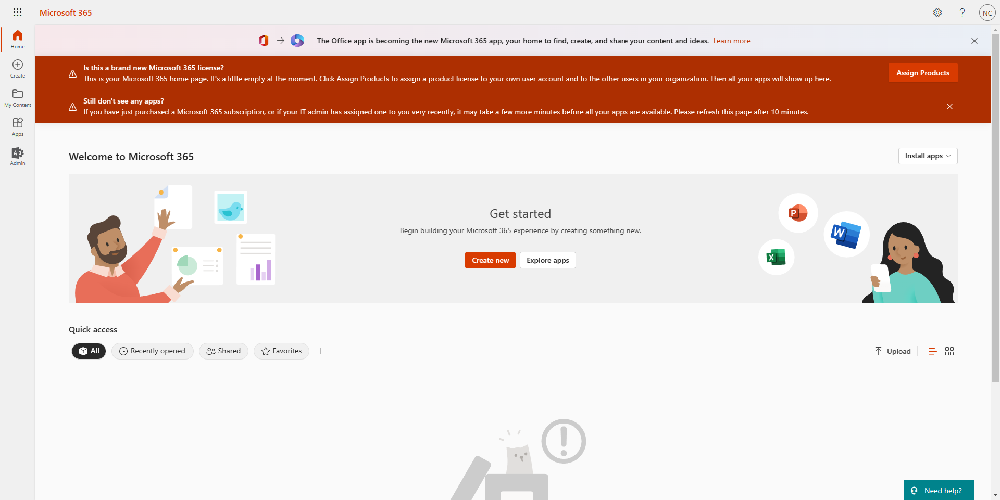 Microsoft 365
NC
Home
Create
My Content
Apps
Admin
The Office app is becoming the new Microsoft 365 app, your home to find, create, and share your content and ideas. Learn more
Is this a brand new Microsoft 365 license?
This is your Microsoft 365 home page. It's a little empty at the moment. Click Assign Products to assign a product license to your own user account and to the other users in your organization. Then all your apps will show up here.
Assign Products
Still don't see any apps?
If you have just purchased a Microsoft 365 subscription, or if your IT admin has assigned one to you very recently, it may take a few more minutes before all your apps are available. Please refresh this page after 10 minutes.
Welcome to Microsoft 365
Install apps
Get started
Begin building your Microsoft 365 experience by creating something new.
Create new
Explore apps
P
W
X
Quick access
All
Recently opened
Shared
Favorites
Upload
Need help?